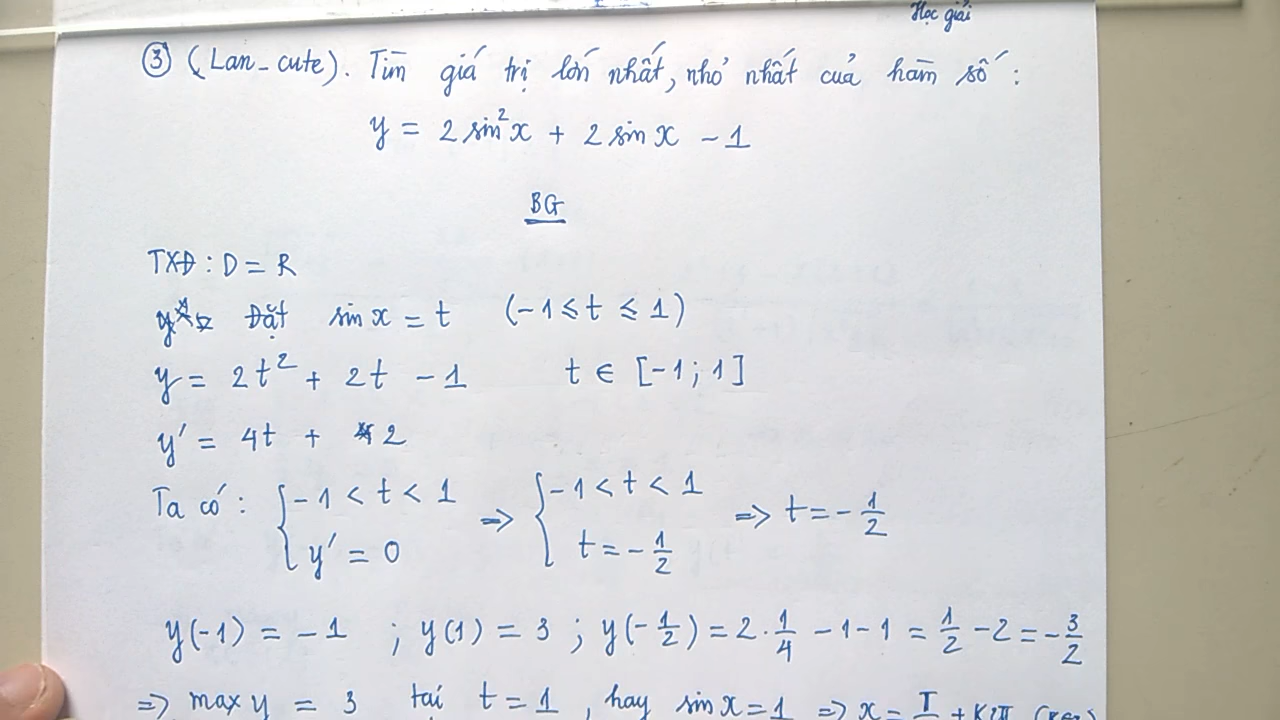 Học giải
③ (Lan_cute). Tìm giá trị lớn nhất, nhỏ nhất của hàm số:
y = 2 sin²x + 2 sin x - 1
BG
TXĐ: D = R
Đặt sin x = t (-1 ≤ t ≤ 1)
y = 2t² + 2t - 1 t ∈ [-1; 1]
y' = 4t + 2
Ta có: { -1 < t < 1 ; y' = 0 => { -1 < t < 1 ; t = -1/2 => t = -1/2
y(-1) = -1 ; y(1) = 3 ; y(-1/2) = 2 . 1/4 - 1 - 1 = 1/2 - 2 = -3/2
=> max y = 3 tại t = 1, hay sin x = 1 => x =